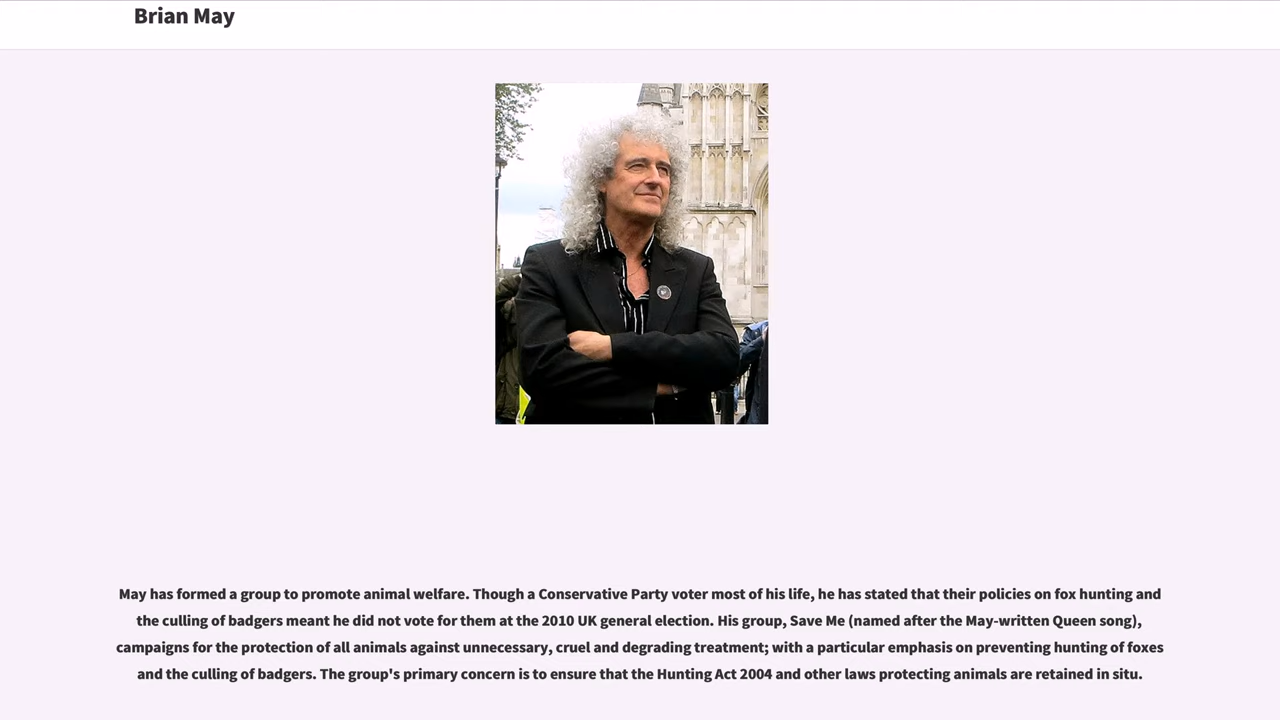 Brian May
May has formed a group to promote animal welfare. Though a Conservative Party voter most of his life, he has stated that their policies on fox hunting and
the culling of badgers meant he did not vote for them at the 2010 UK general election. His group, Save Me (named after the May-written Queen song),
campaigns for the protection of all animals against unnecessary, cruel and degrading treatment; with a particular emphasis on preventing hunting of foxes
and the culling of badgers. The group's primary concern is to ensure that the Hunting Act 2004 and other laws protecting animals are retained in situ.